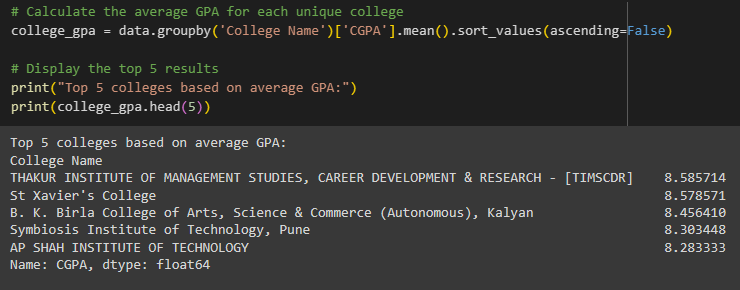 # Calculate the average GPA for each unique college
college_gpa = data.groupby('College Name')['CGPA'].mean().sort_values(ascending=False)
# Display the top 5 results
print("Top 5 colleges based on average GPA:")
print(college_gpa.head(5))
Top 5 colleges based on average GPA:
College Name
THAKUR INSTITUTE OF MANAGEMENT STUDIES, CAREER DEVELOPMENT & RESEARCH - [TIMSCDR]    8.585714
St Xavier's College    8.578571
B. K. Birla College of Arts, Science & Commerce (Autonomous), Kalyan    8.456410
Symbiosis Institute of Technology, Pune    8.303448
AP SHAH INSTITUTE OF TECHNOLOGY    8.283333
Name: CGPA, dtype: float64